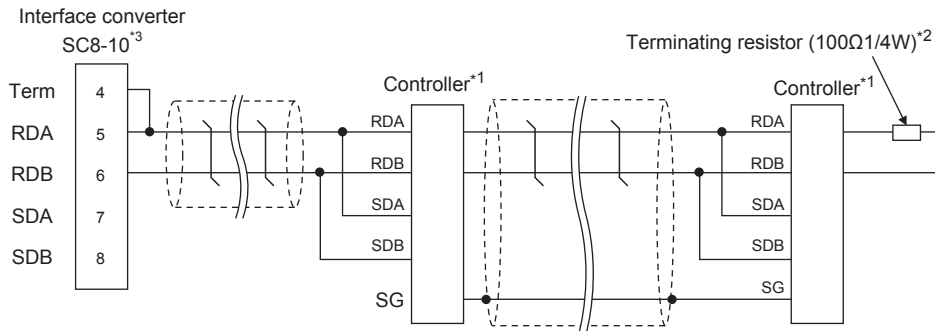 Interface converter
SC8-10*3
Terminating resistor (100Ω1/4W)*2
Controller*1
Controller*1
Term 4
RDA 5
RDB 6
SDA 7
SDB 8
RDA
RDB
SDA
SDB
SG
RDA
RDB
SDA
SDB
SG